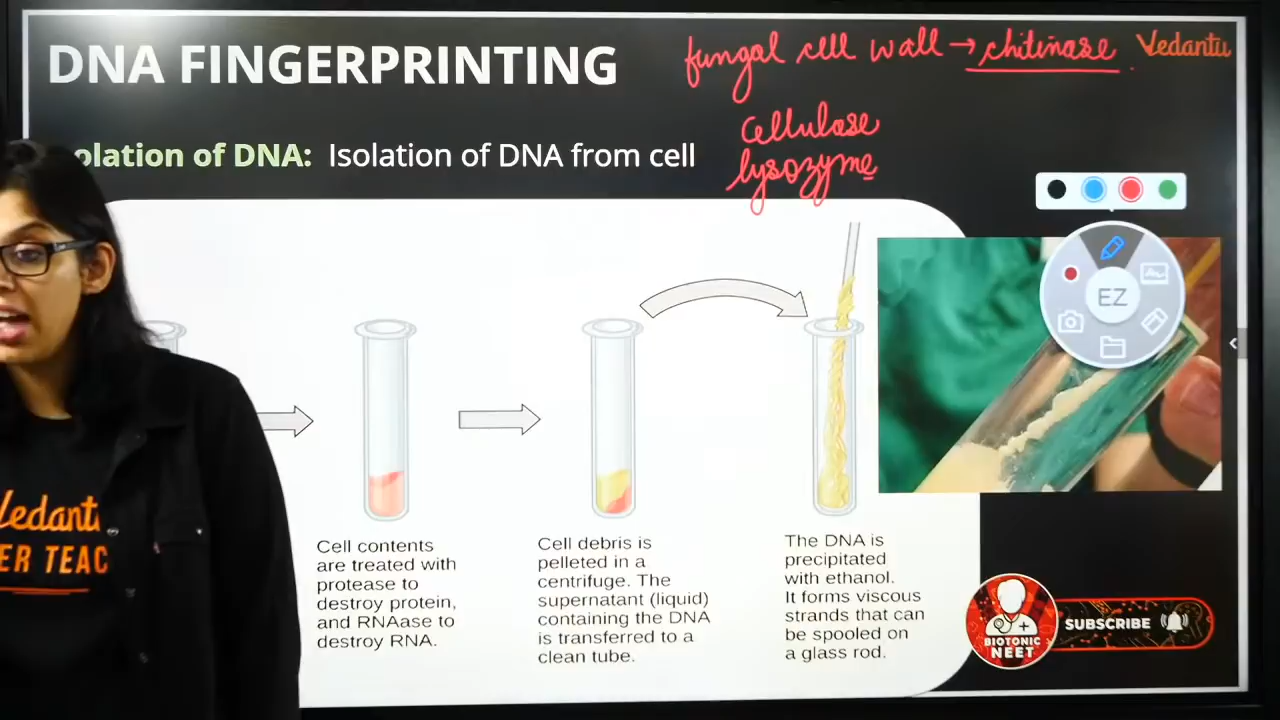 DNA FINGERPRINTING
fungal cell wall → chitinase.
Vedantu
cellulase
lysozyme
olation of DNA: Isolation of DNA from cell
EZ
Cell contents
are treated with
protease to
destroy protein,
and RNAase to
destroy RNA.
Cell debris is
pelleted in a
centrifuge. The
supernatant (liquid)
containing the DNA
is transferred to a
clean tube.
The DNA is
precipitated
with ethanol.
It forms viscous
strands that can
be spooled on
a glass rod.
Vedant
ER TEAC
BIOTONIC
NEET
SUBSCRIBE